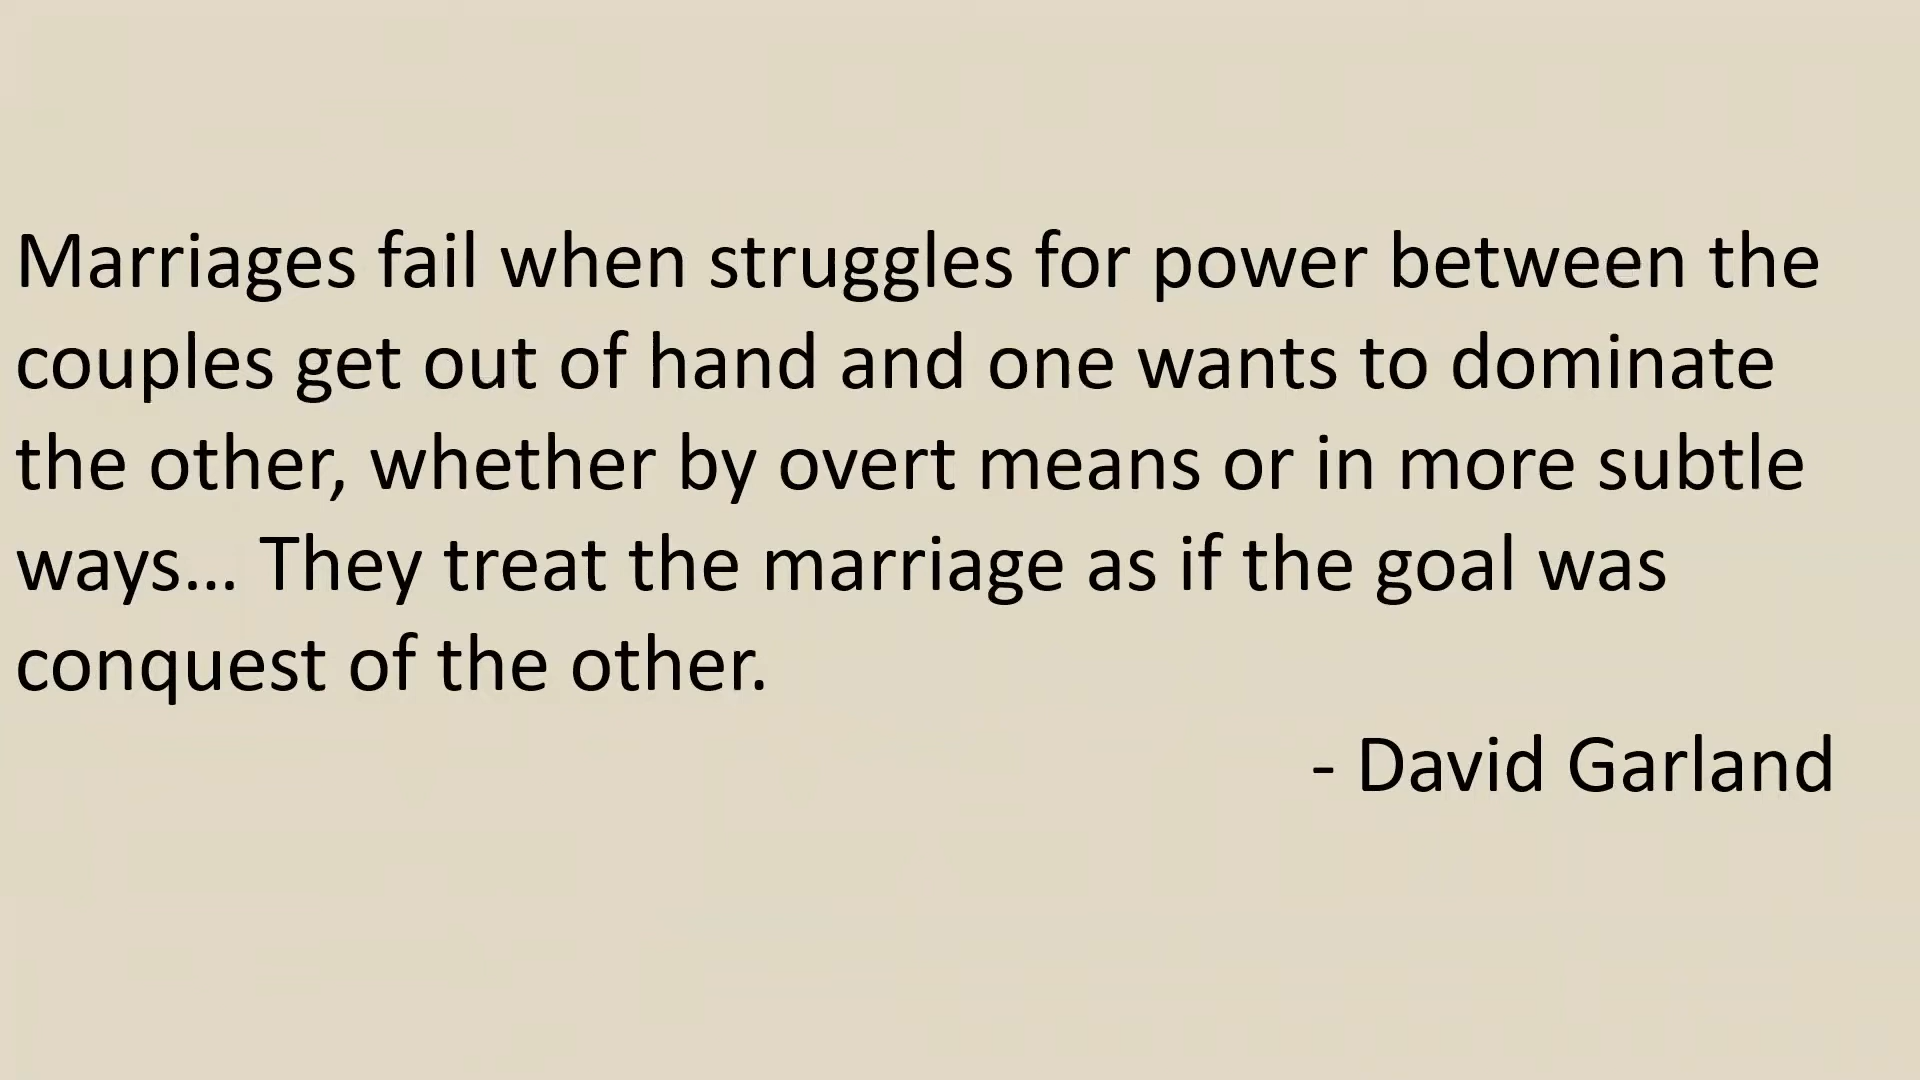 Marriages fail when struggles for power between the
couples get out of hand and one wants to dominate
the other, whether by overt means or in more subtle
ways... They treat the marriage as if the goal was
conquest of the other.
- David Garland